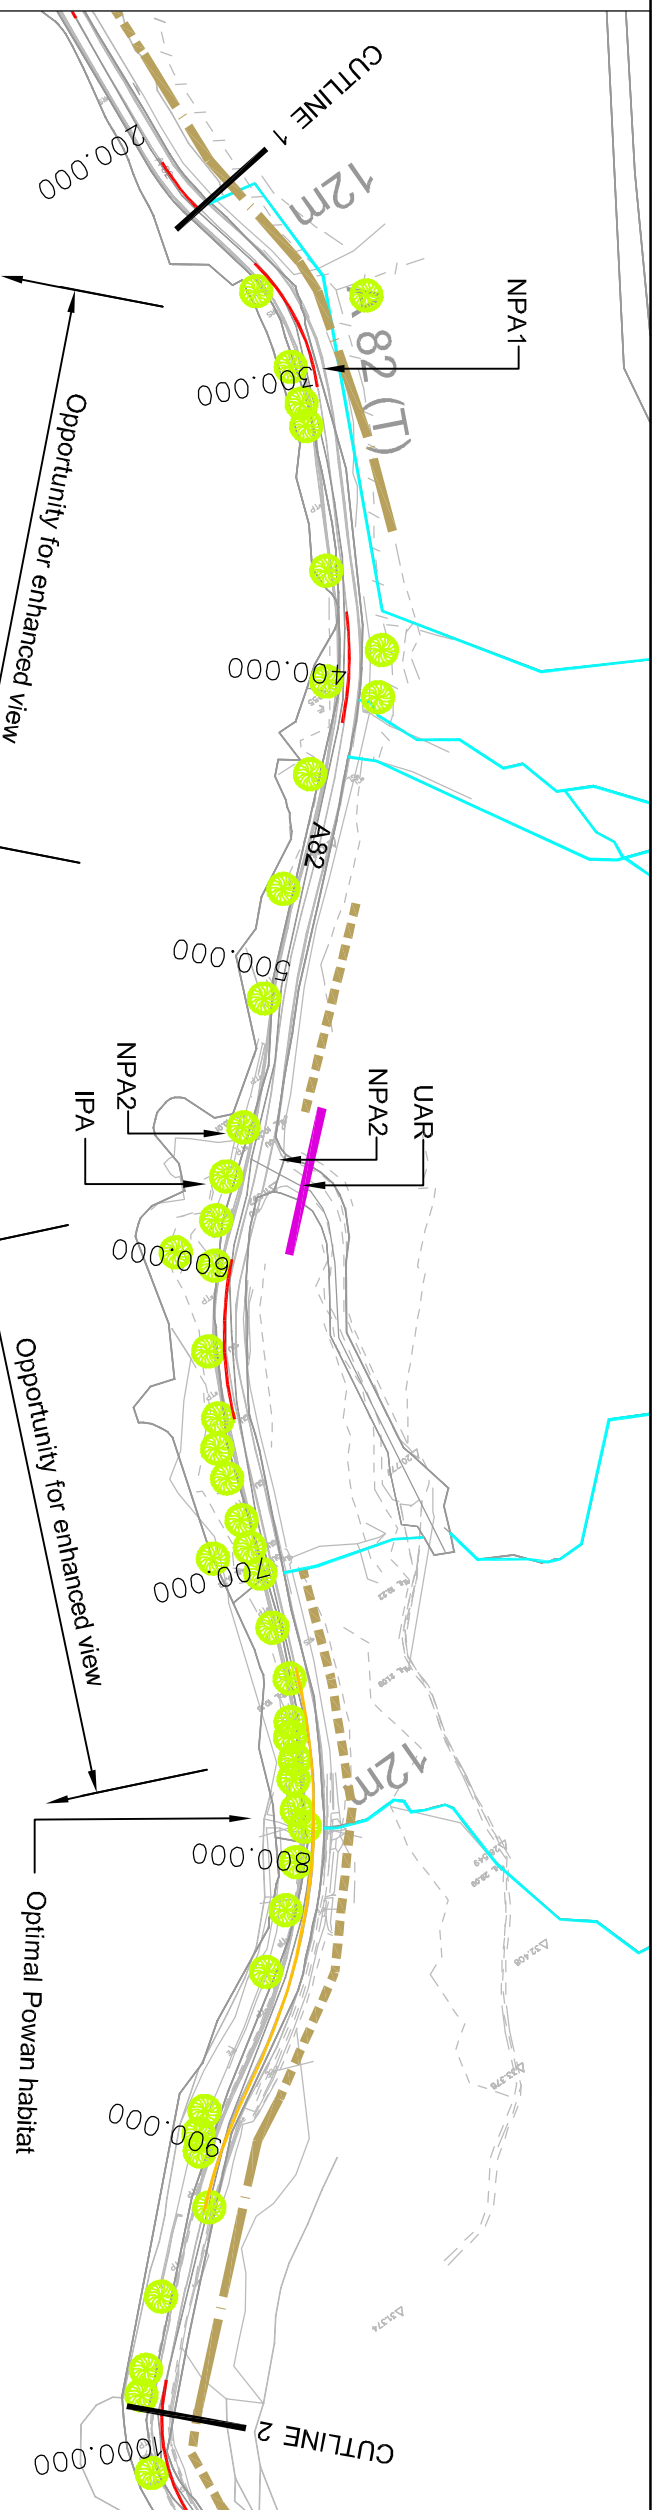 CUTLINE 1
200.000
12m
NPA1
A 82 (T)
300.000
Opportunity for enhanced view
400.000
A82
500.000
UAR
NPA2
NPA2
IPA
600.000
Opportunity for enhanced view
700.000
12m
800.000
Optimal Powan habitat
900.000
CUTLINE 2
1000.000